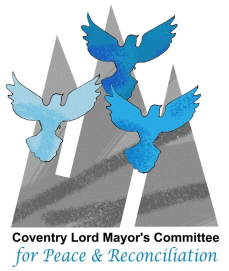 Coventry Lord Mayor's Committee
for Peace & Reconciliation